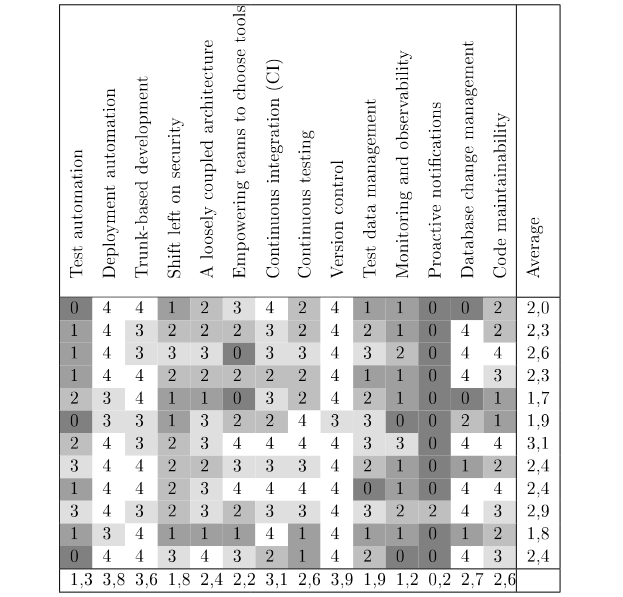 Test automation
Deployment automation
Trunk-based development
Shift left on security
A loosely coupled architecture
Empowering teams to choose tools
Continuous integration (CI)
Continuous testing
Version control
Test data management
Monitoring and observability
Proactive notifications
Database change management
Code maintainability
Average
0 4 4 1 2 3 4 2 4 1 1 0 0 2 2,0
1 4 3 2 2 2 3 2 4 2 1 0 4 2 2,3
1 4 3 3 3 0 3 3 4 3 2 0 4 4 2,6
1 4 4 2 2 2 2 2 4 1 1 0 4 3 2,3
2 3 4 1 1 0 3 2 4 2 1 0 0 1 1,7
0 3 3 1 3 2 2 4 3 3 0 0 2 1 1,9
2 4 3 2 3 4 4 4 4 3 3 0 4 4 3,1
3 4 4 2 2 3 3 3 4 2 1 0 1 2 2,4
1 4 4 2 3 4 4 4 4 0 1 0 4 4 2,4
3 4 3 2 3 2 3 3 4 3 2 2 4 3 2,9
1 3 4 1 1 1 4 1 4 1 1 0 1 2 1,8
0 4 4 3 4 3 2 1 4 2 0 0 4 3 2,4
1,3 3,8 3,6 1,8 2,4 2,2 3,1 2,6 3,9 1,9 1,2 0,2 2,7 2,6